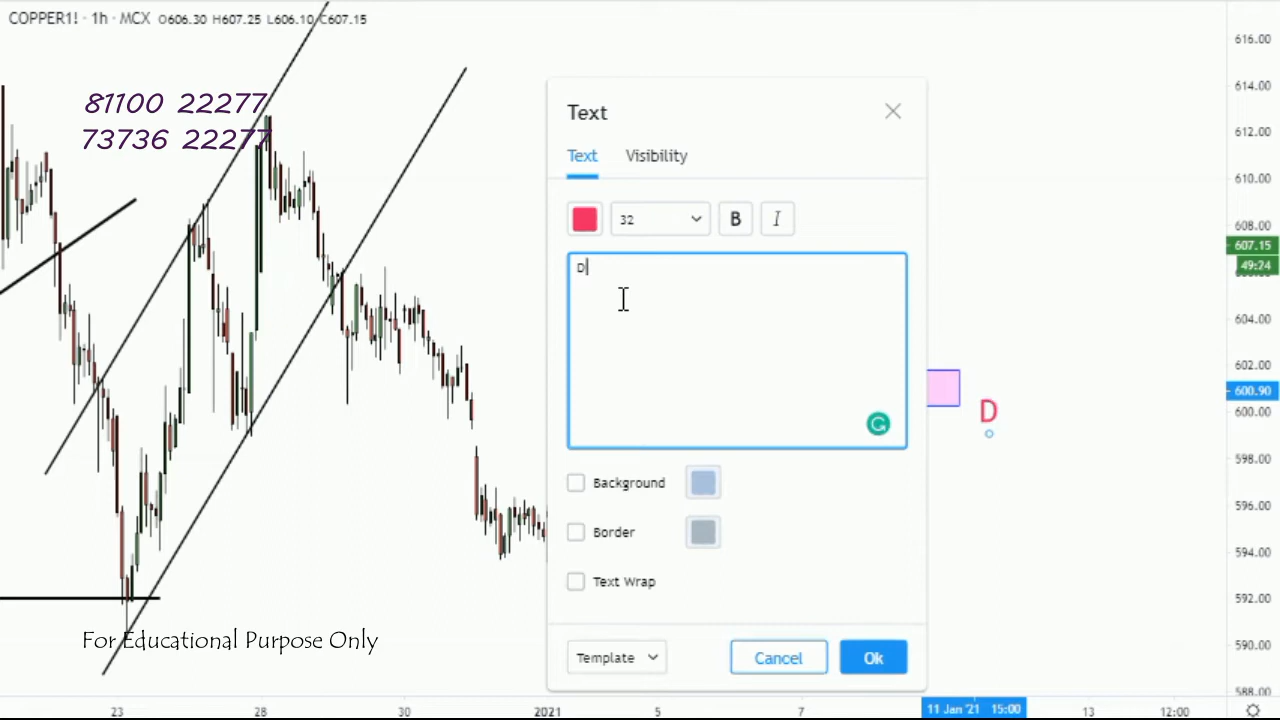 COPPER1! · 1h · MCX O606.30 H607.25 L606.10 C607.15
81100 22277
73736 22277
Text
Text Visibility
32 B I
D
D
Background
Border
Text Wrap
Template Cancel Ok
For Educational Purpose Only
616.00
614.00
612.00
610.00
608.00
607.15
49:24
604.00
602.00
600.90
600.00
598.00
596.00
594.00
592.00
590.00
588.00
23 28 30 2021 5 7 11 Jan '21 15:00 13 12:00